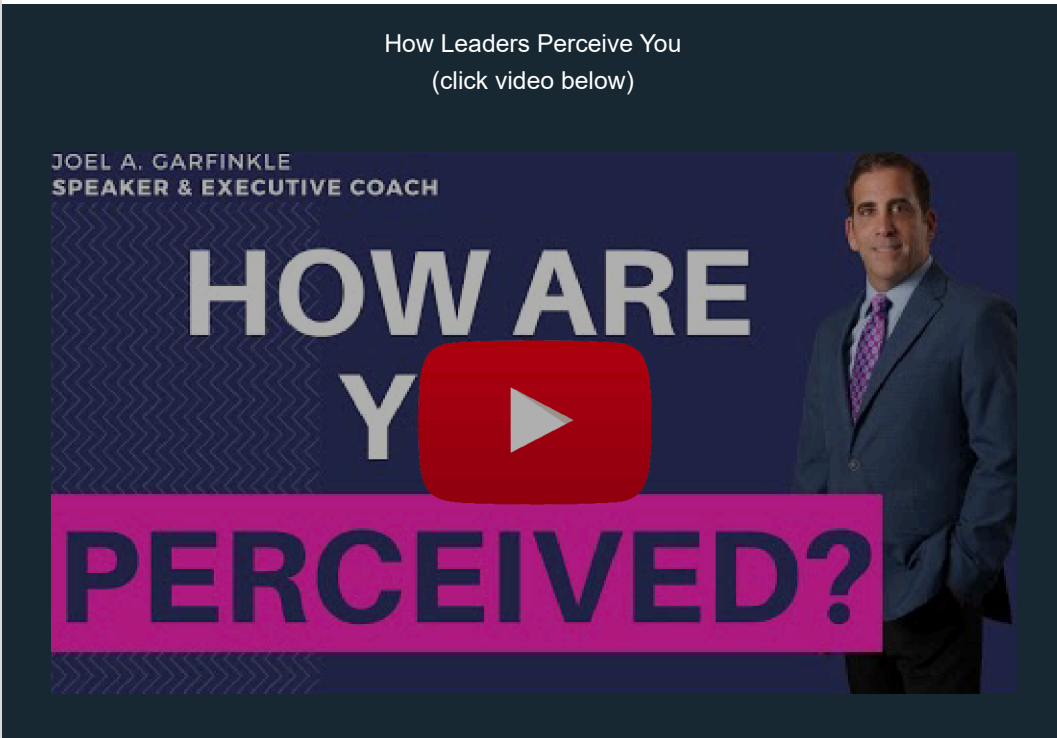 How Leaders Perceive You
(click video below)
JOEL A. GARFINKLE
SPEAKER & EXECUTIVE COACH
HOW ARE
Y
PERCEIVED?